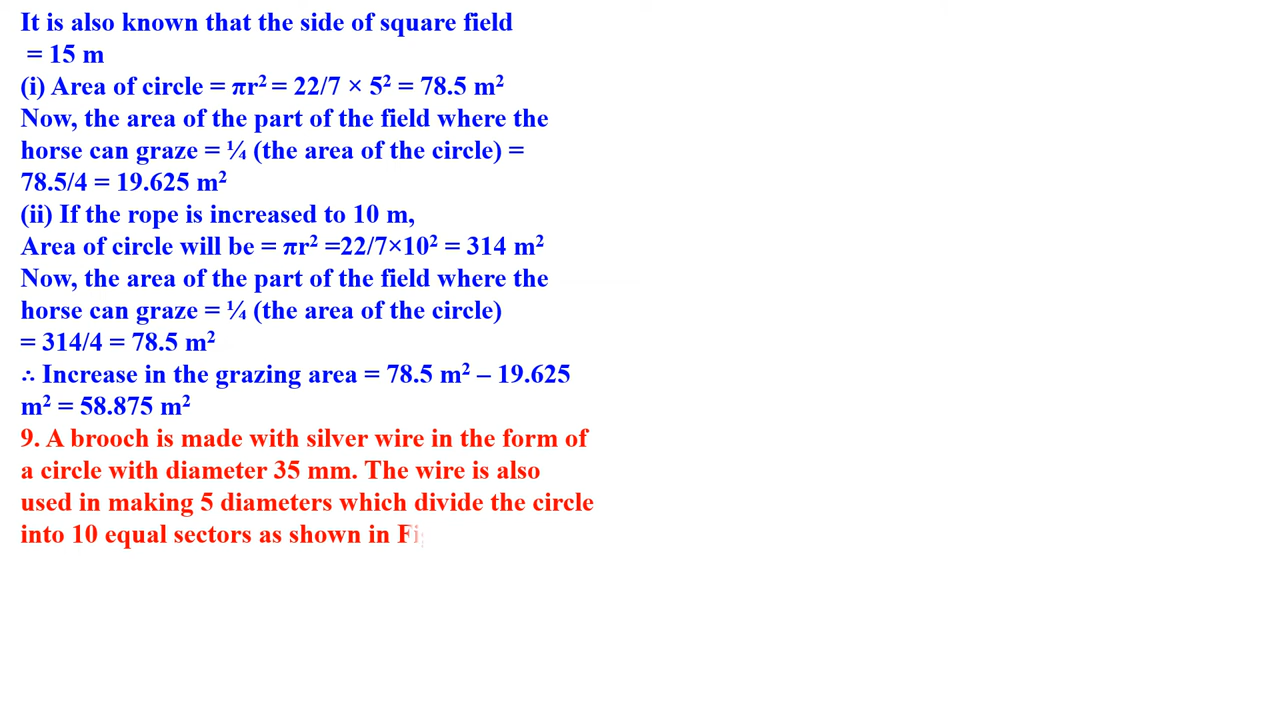 It is also known that the side of square field
= 15 m
(i) Area of circle = πr² = 22/7 × 5² = 78.5 m²
Now, the area of the part of the field where the
horse can graze = ¼ (the area of the circle) =
78.5/4 = 19.625 m²
(ii) If the rope is increased to 10 m,
Area of circle will be = πr² =22/7×10² = 314 m²
Now, the area of the part of the field where the
horse can graze = ¼ (the area of the circle)
= 314/4 = 78.5 m²
∴ Increase in the grazing area = 78.5 m² – 19.625
m² = 58.875 m²
9. A brooch is made with silver wire in the form of
a circle with diameter 35 mm. The wire is also
used in making 5 diameters which divide the circle
into 10 equal sectors as shown in